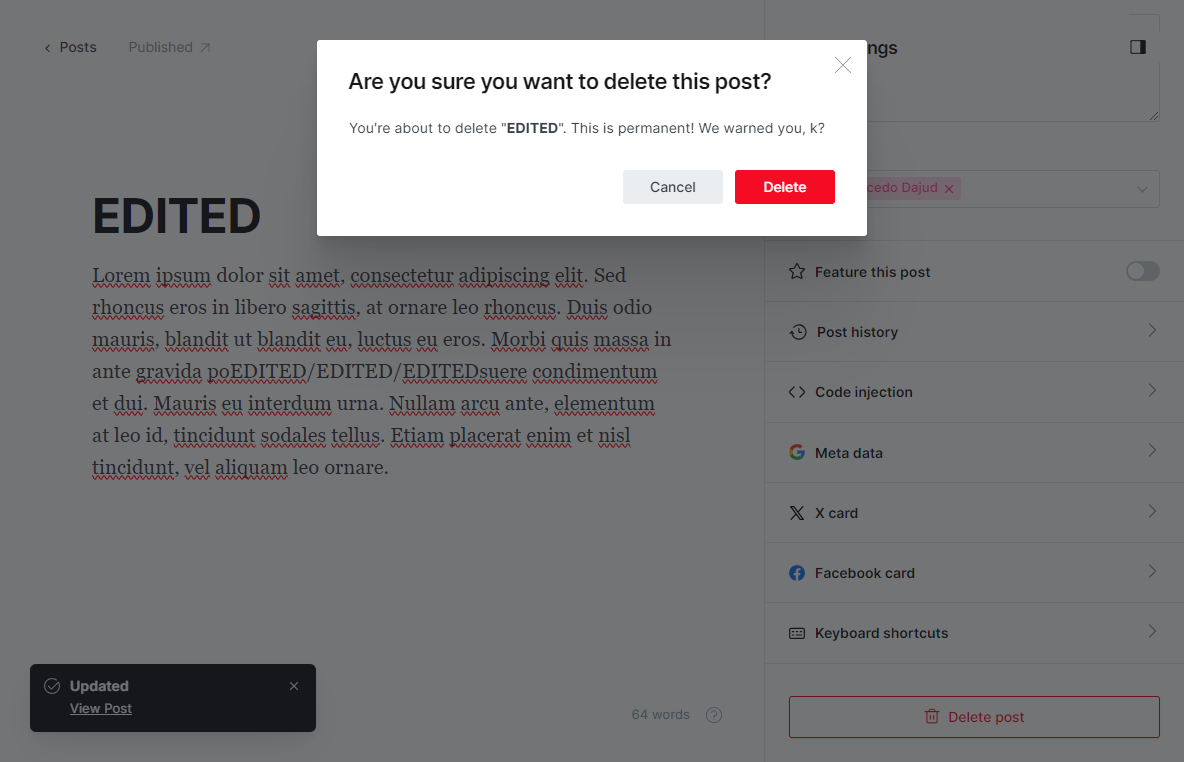 Posts
Published
ngs
Are you sure you want to delete this post?
You're about to delete "EDITED". This is permanent! We warned you, k?
Cancel
Delete
cedo Dajud
EDITED
Lorem ipsum dolor sit amet, consectetur adipiscing elit. Sed
rhoncus eros in libero sagittis, at ornare leo rhoncus. Duis odio
mauris, blandit ut blandit eu, luctus eu eros. Morbi quis massa in
ante gravida poEDITED/EDITED/EDITEDsuere condimentum
et dui. Mauris eu interdum urna. Nullam arcu ante, elementum
at leo id, tincidunt sodales tellus. Etiam placerat enim et nisl
tincidunt, vel aliquam leo ornare.
Feature this post
Post history
Code injection
Meta data
X card
Facebook card
Keyboard shortcuts
Updated
View Post
64 words
Delete post